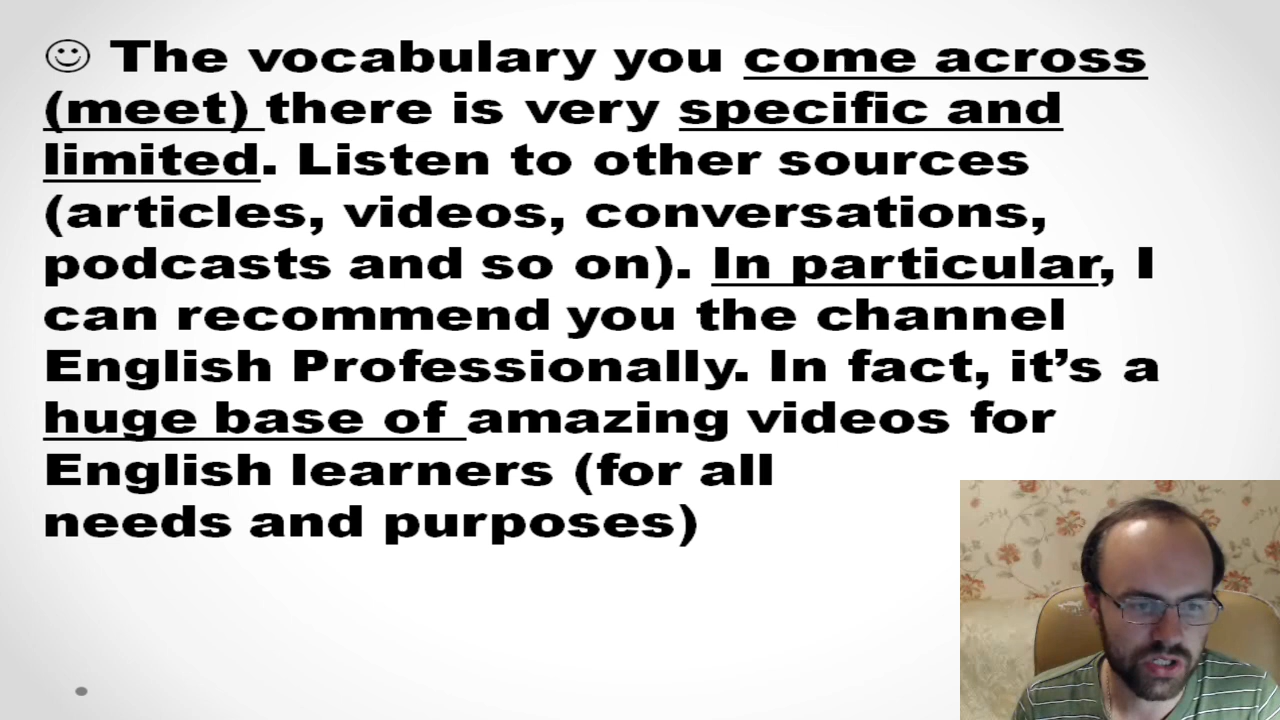 ☺ The vocabulary you come across
(meet) there is very specific and
limited. Listen to other sources
(articles, videos, conversations,
podcasts and so on). In particular, I
can recommend you the channel
English Professionally. In fact, it’s a
huge base of amazing videos for
English learners (for all
needs and purposes)